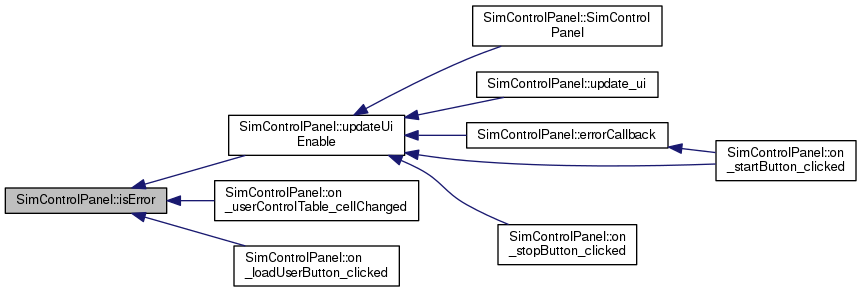 SimControlPanel::SimControl
Panel
SimControlPanel::update_ui
SimControlPanel::updateUi
Enable
SimControlPanel::errorCallback
SimControlPanel::on
_startButton_clicked
SimControlPanel::isError
SimControlPanel::on
_userControlTable_cellChanged
SimControlPanel::on
_stopButton_clicked
SimControlPanel::on
_loadUserButton_clicked